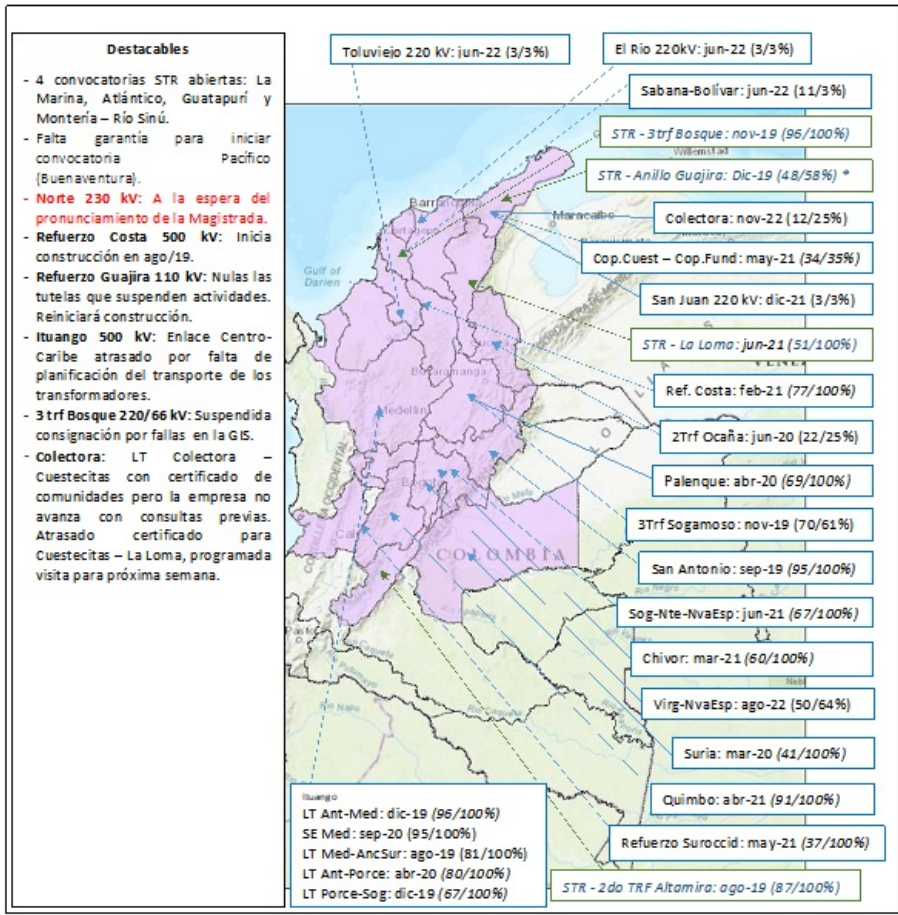 Destacables
- 4 convocatorias STR abiertas: La
Marina, Atlántico, Guatapurí y
Montería – Río Sinú.
- Falta garantía para iniciar
convocatoria Pacífico
(Buenaventura).
- Norte 230 kV: A la espera del
pronunciamiento de la Magistrada.
- Refuerzo Costa 500 kV: Inicia
construcción en ago/19.
- Refuerzo Guajira 110 kV: Nulas las
tutelas que suspenden actividades.
Reiniciará construcción.
- Ituango 500 kV: Enlace Centro-
Caribe atrasado por falta de
planificación del transporte de los
transformadores.
- 3 trf Bosque 220/66 kV: Suspendida
consignación por fallas en la GIS.
- Colectora: LT Colectora –
Cuestecitas con certificado de
comunidades pero la empresa no
avanza con consultas previas.
Atrasado certificado para
Cuestecitas – La Loma, programada
visita para próxima semana.
Toluviejo 220 kV: jun-22 (3/3%)
El Rio 220kV: jun-22 (3/3%)
Sabana-Bolívar: jun-22 (11/3%)
STR - 3trf Bosque: nov-19 (96/100%)
Willemstad
STR - Anillo Guajira: Dic-19 (48/58%) *
Colectora: nov-22 (12/25%)
Maracaibo
Cop.Cuest – Cop.Fund: may-21 (34/35%)
Gulf of
Darien
San Juan 220 kV: dic-21 (3/3%)
STR - La Loma: jun-21 (51/100%)
Ref. Costa: feb-21 (77/100%)
Bucaramanga
Medellín
2Trf Ocaña: jun-20 (22/25%)
Palenque: abr-20 (69/100%)
Bogotá
3Trf Sogamoso: nov-19 (70/61%)
Cali
COLOMBIA
San Antonio: sep-19 (95/100%)
Sog-Nte-NvaEsp: jun-21 (67/100%)
Pasto
Chivor: mar-21 (60/100%)
Virg-NvaEsp: ago-22 (50/64%)
Suria: mar-20 (41/100%)
Quimbo: abr-21 (91/100%)
Refuerzo Suroccid: may-21 (37/100%)
STR - 2do TRF Altamira: ago-19 (87/100%)
Ituango
LT Ant-Med: dic-19 (96/100%)
SE Med: sep-20 (95/100%)
LT Med-AncSur: ago-19 (81/100%)
LT Ant-Porce: abr-20 (80/100%)
LT Porce-Sog: dic-19 (67/100%)